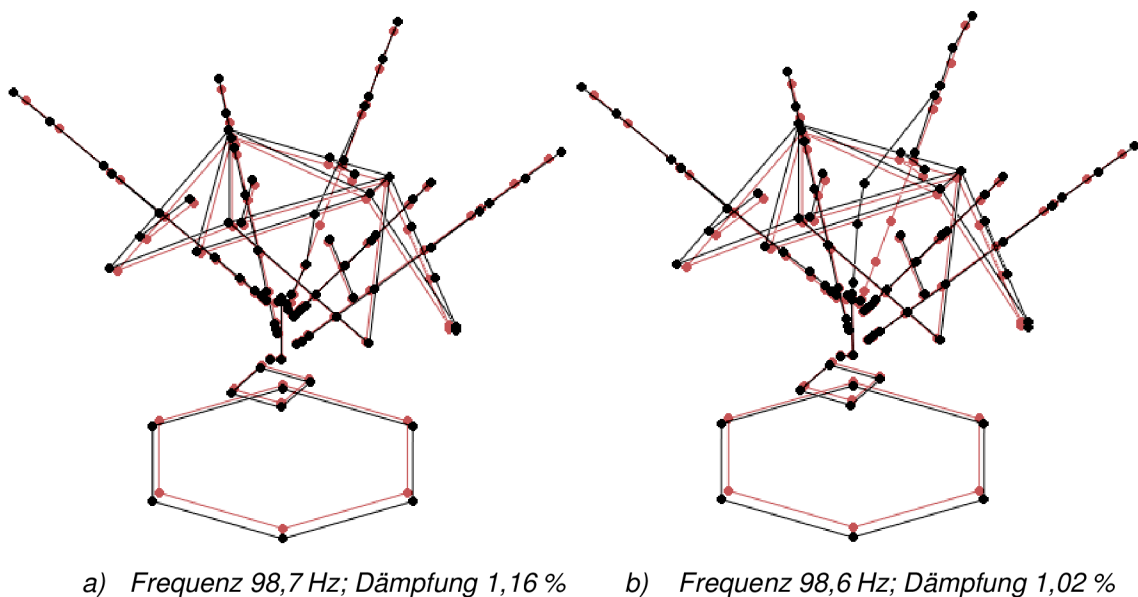 a) Frequenz 98,7 Hz; Dämpfung 1,16 % b) Frequenz 98,6 Hz; Dämpfung 1,02 %